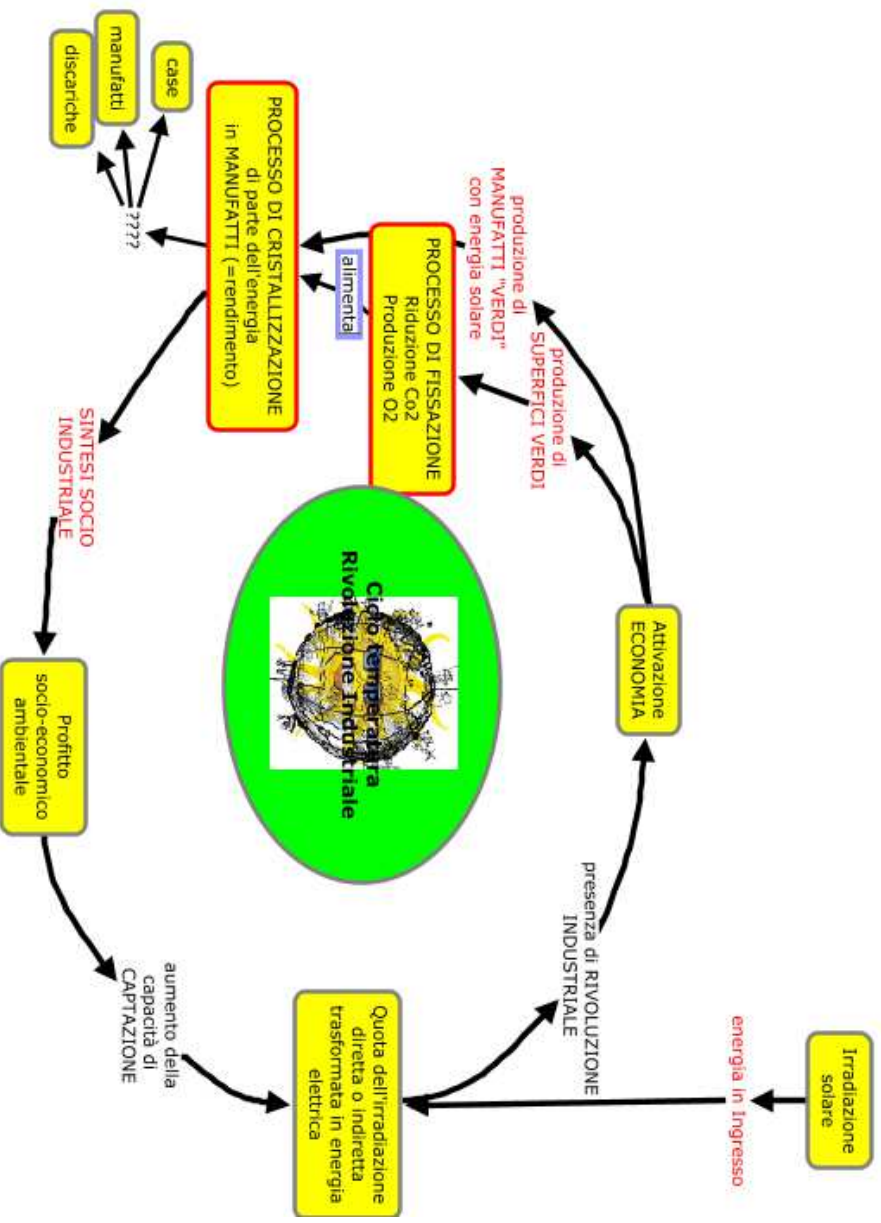 Irradiazione
solare
energia in Ingresso
Attivazione
ECONOMIA
presenza di RIVOLUZIONE
INDUSTRIALE
produzione di
SUPERFICI VERDI
produzione di
MANUFATTI "VERDI"
con energia solare
PROCESSO DI FISSAZIONE
Riduzione Co2
Produzione O2
alimenta
Ciclo temperatura
Rivoluzione Industriale
Quota dell'irradiazione
diretta o indiretta
trasformata in energia
elettrica
PROCESSO DI CRISTALLIZZAZIONE
di parte dell'energia
in MANUFATTI (=rendimento)
aumento della
capacità di
CAPTAZIONE
????
case
manufatti
discariche
SINTESI SOCIO
INDUSTRIALE
Profitto
socio-economico
ambientale